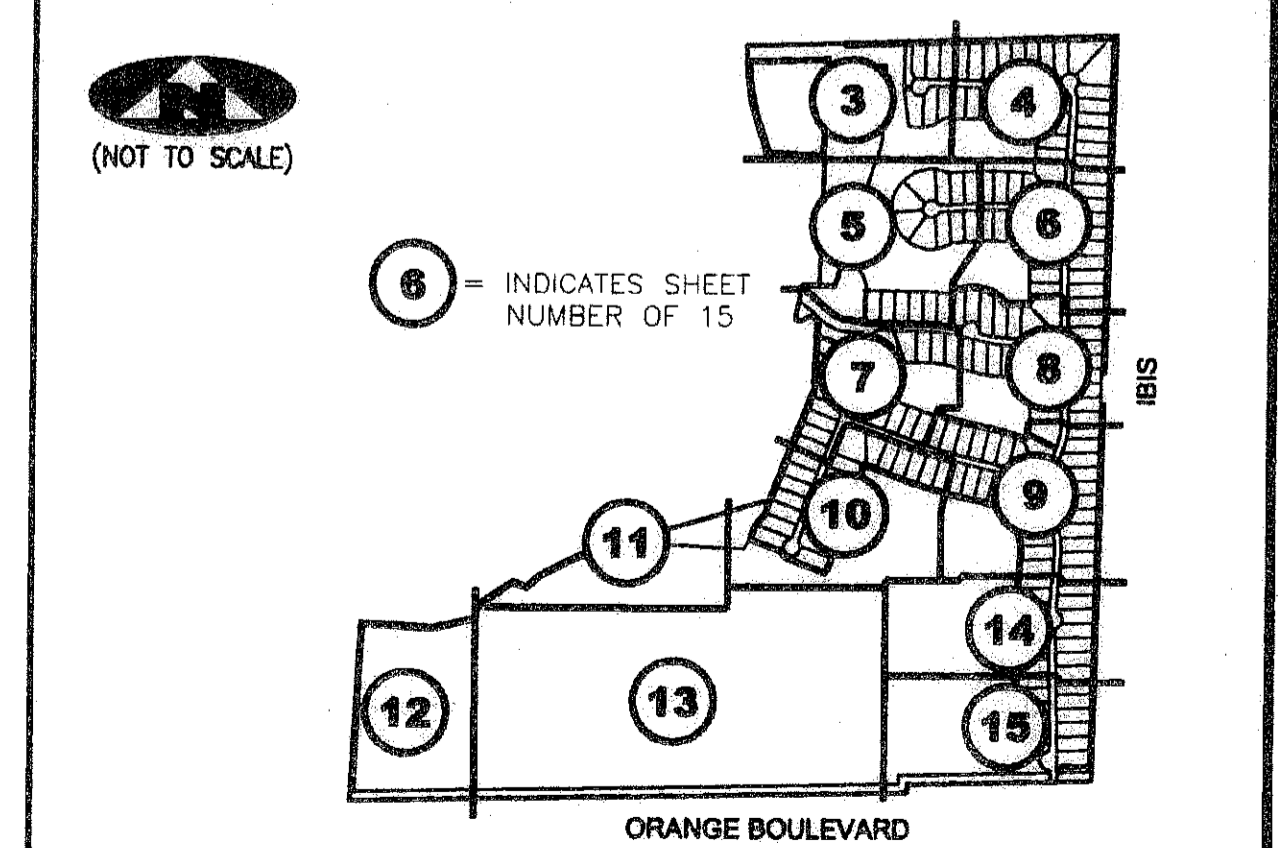 N
(NOT TO SCALE)
3
4
5
6
6 = INDICATES SHEET
NUMBER OF 15
7
8
IBIS
9
10
11
12
13
14
15
ORANGE BOULEVARD